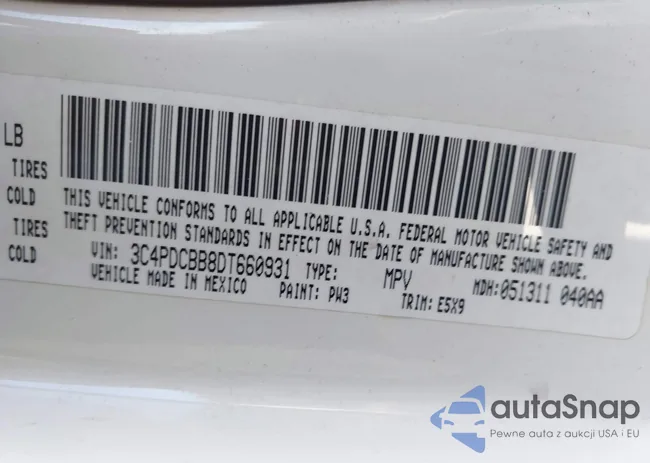 LB
TIRES
COLD
TIRES
COLD
THIS VEHICLE CONFORMS TO ALL APPLICABLE U.S.A. FEDERAL MOTOR VEHICLE SAFETY AND
THEFT PREVENTION STANDARDS IN EFFECT ON THE DATE OF MANUFACTURE SHOWN ABOVE.
VIN: 3C4PDCBB8DT660931 TYPE: MPV MDH:051311 040AA
VEHICLE MADE IN MEXICO PAINT: PW3 TRIM: E5X9
autaSnap
Pewne auta z aukcji USA i EU